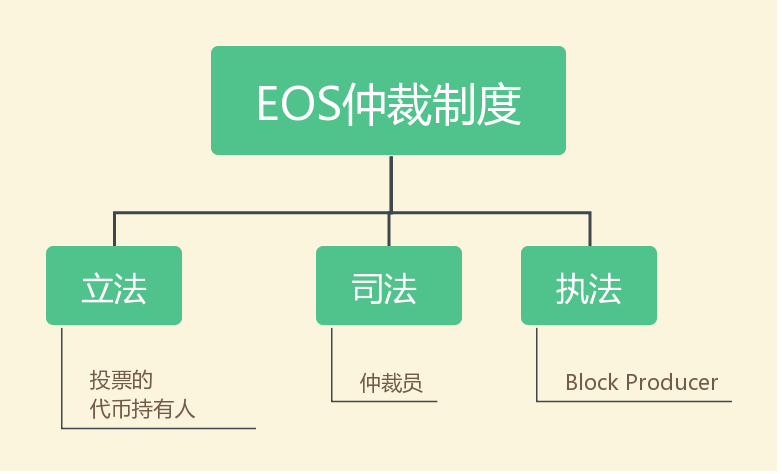 EOS仲裁制度
立法
司法
执法
投票的
代币持有人
仲裁员
Block Producer